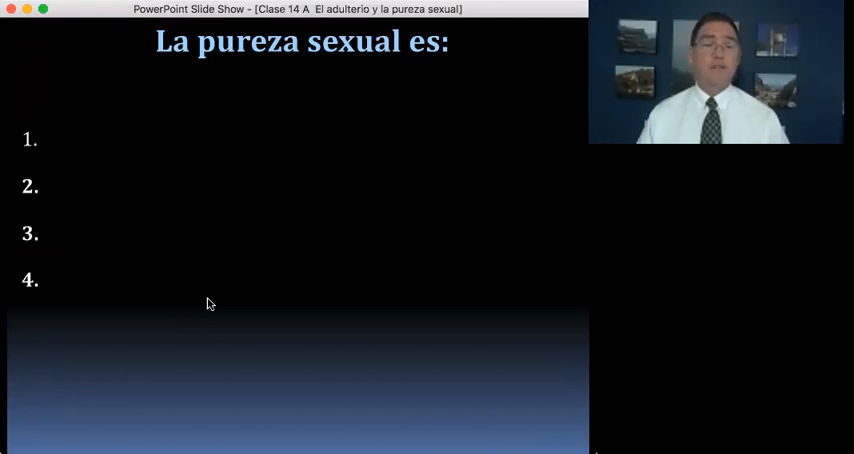 PowerPoint Slide Show - [Clase 14 A El adulterio y la pureza sexual]
La pureza sexual es:
1.
2.
3.
4.